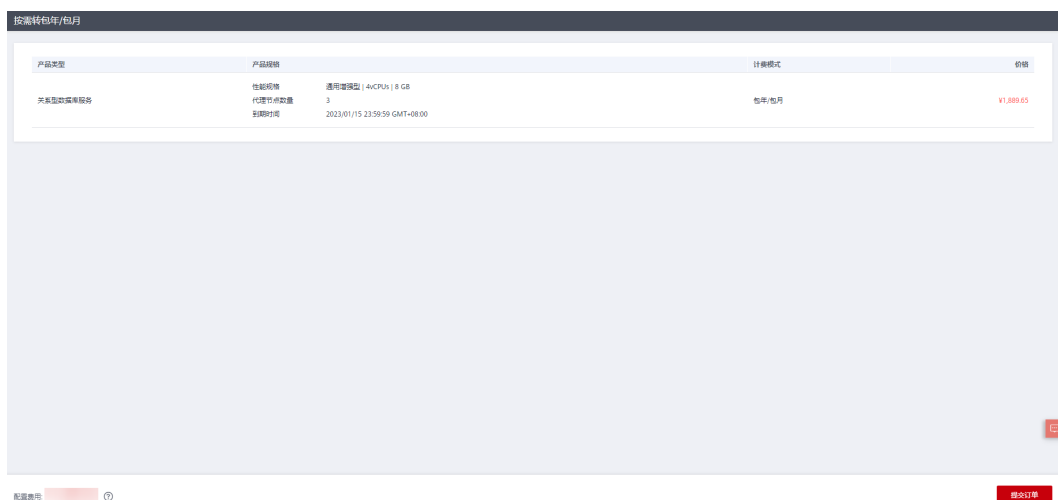 按需转包年/包月
产品类型 产品规格 计费模式 价格
性能规格 通用增强型 | 4vCPUs | 8 GB
关系型数据库服务 代理节点数量 3 包年/包月 ¥1,889.65
到期时间 2023/01/15 23:59:59 GMT+08:00
配置费用: ?
提交订单